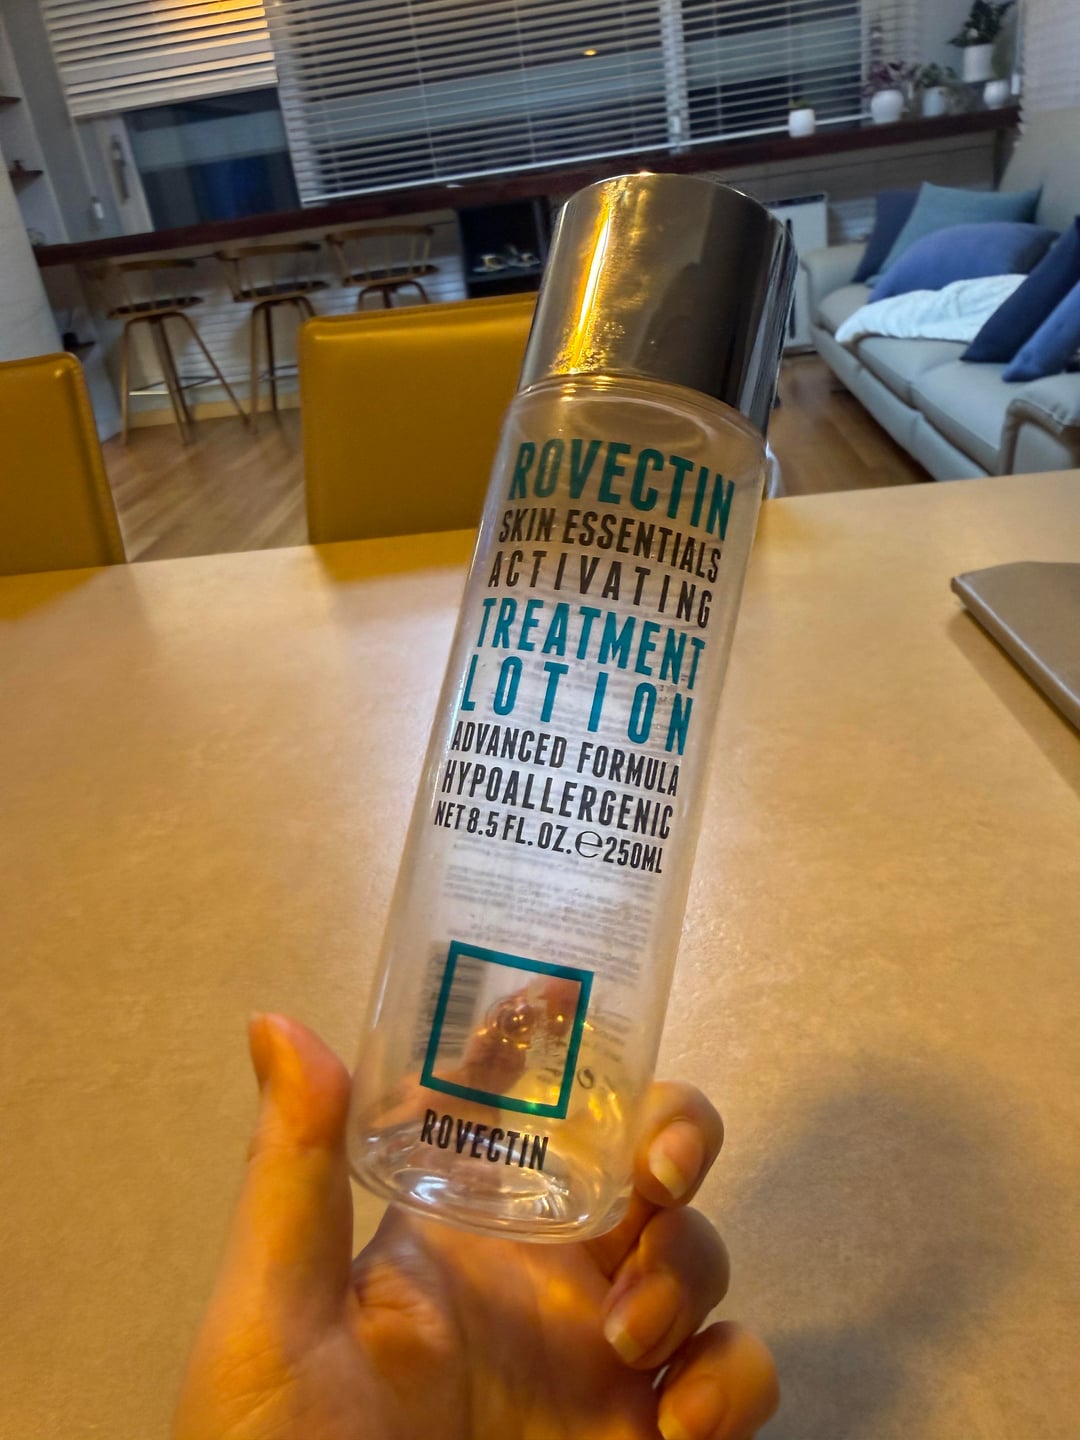 ROVECTIN
SKIN ESSENTIALS
ACTIVATING
TREATMENT
LOTION
ADVANCED FORMULA
HYPOALLERGENIC
NET 8.5 FL. OZ. ℮ 250ML
ROVECTIN